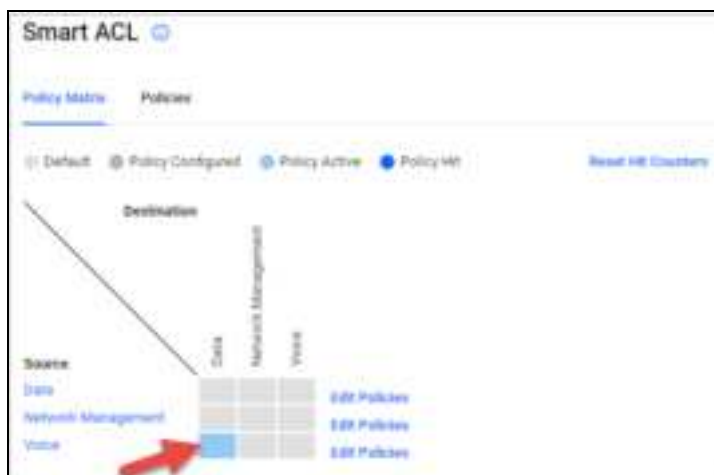 Smart ACL
Policy Matrix Policies
Default Policy Configured Policy Active Policy Hit Reset Hit Counters
Destination
Data Network Management Voice
Source
Data Edit Policies
Network Management Edit Policies
Voice Edit Policies